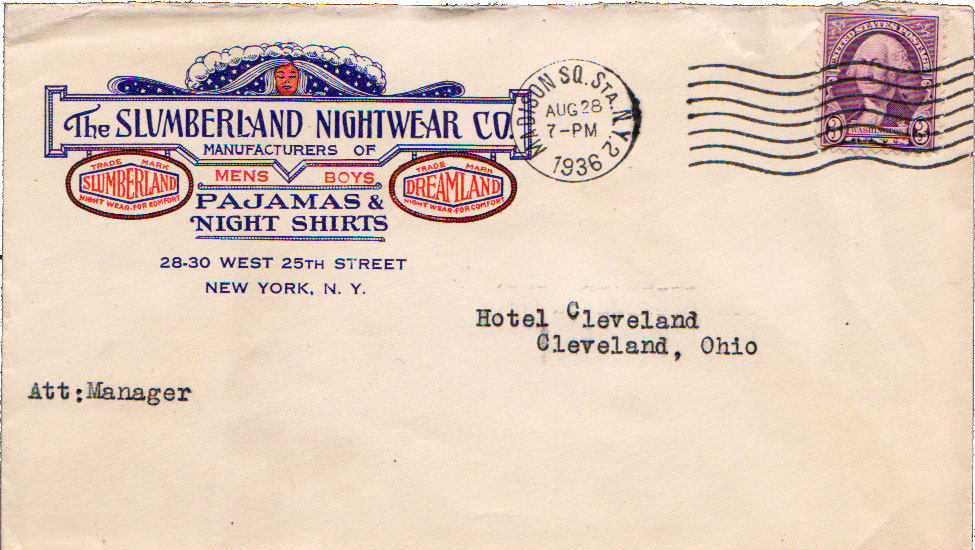 The SLUMBERLAND NIGHTWEAR CO.
MANUFACTURERS OF
MENS BOYS
PAJAMAS &
NIGHT SHIRTS
TRADE MARK
SLUMBERLAND
NIGHT WEAR-FOR COMFORT
TRADE MARK
DREAMLAND
NIGHT WEAR-FOR COMFORT
28-30 WEST 25TH STREET
NEW YORK, N. Y.
MADISON SQ. STA. N.Y. 2
AUG 28
7-PM
1936
UNITED STATES POSTAGE
3 WASHINGTON 3
Hotel Cleveland
Cleveland, Ohio
Att:Manager